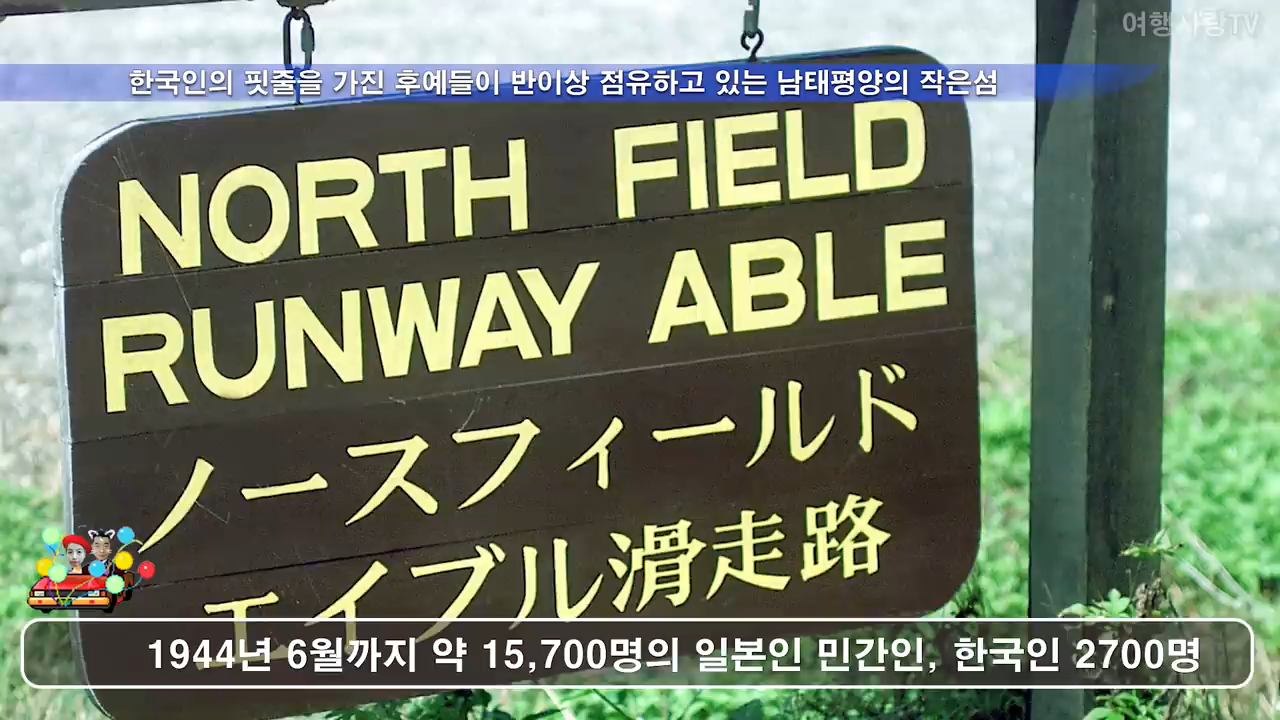 여행사랑TV
한국인의 핏줄을 가진 후예들이 반이상 점유하고 있는 남태평양의 작은섬
NORTH FIELD
RUNWAY ABLE
ノースフィールド
エイブル滑走路
1944년 6월까지 약 15,700명의 일본인 민간인, 한국인 2700명